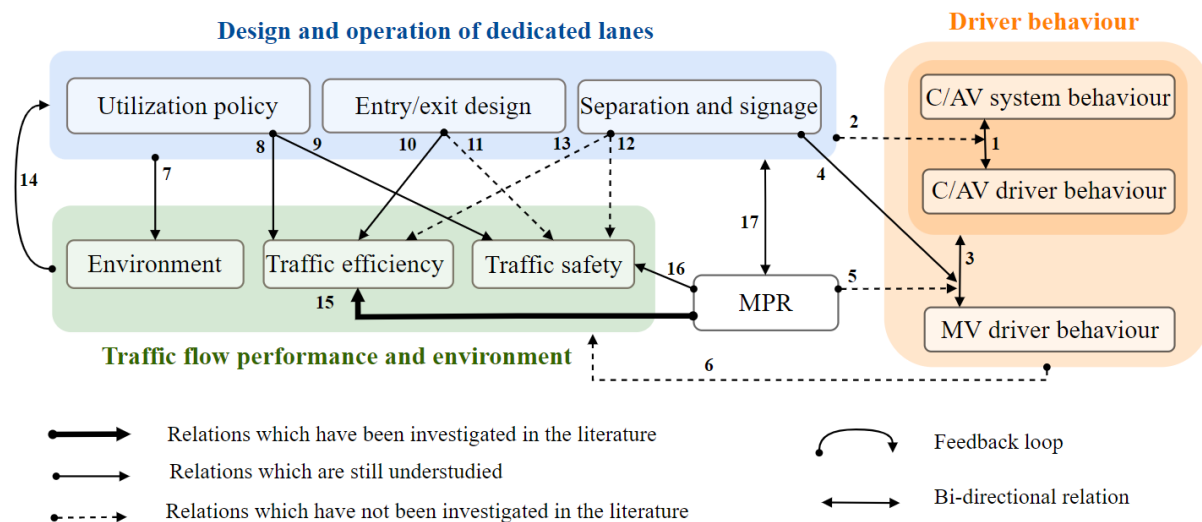 Design and operation of dedicated lanes
Driver behaviour
Utilization policy
Entry/exit design
Separation and signage
C/AV system behaviour
8
9
10
11
13
12
2
1
14
7
4
C/AV driver behaviour
17
Environment
Traffic efficiency
Traffic safety
16
3
15
MPR
5
MV driver behaviour
Traffic flow performance and environment
6
Relations which have been investigated in the literature
Feedback loop
Relations which are still understudied
Bi-directional relation
Relations which have not been investigated in the literature